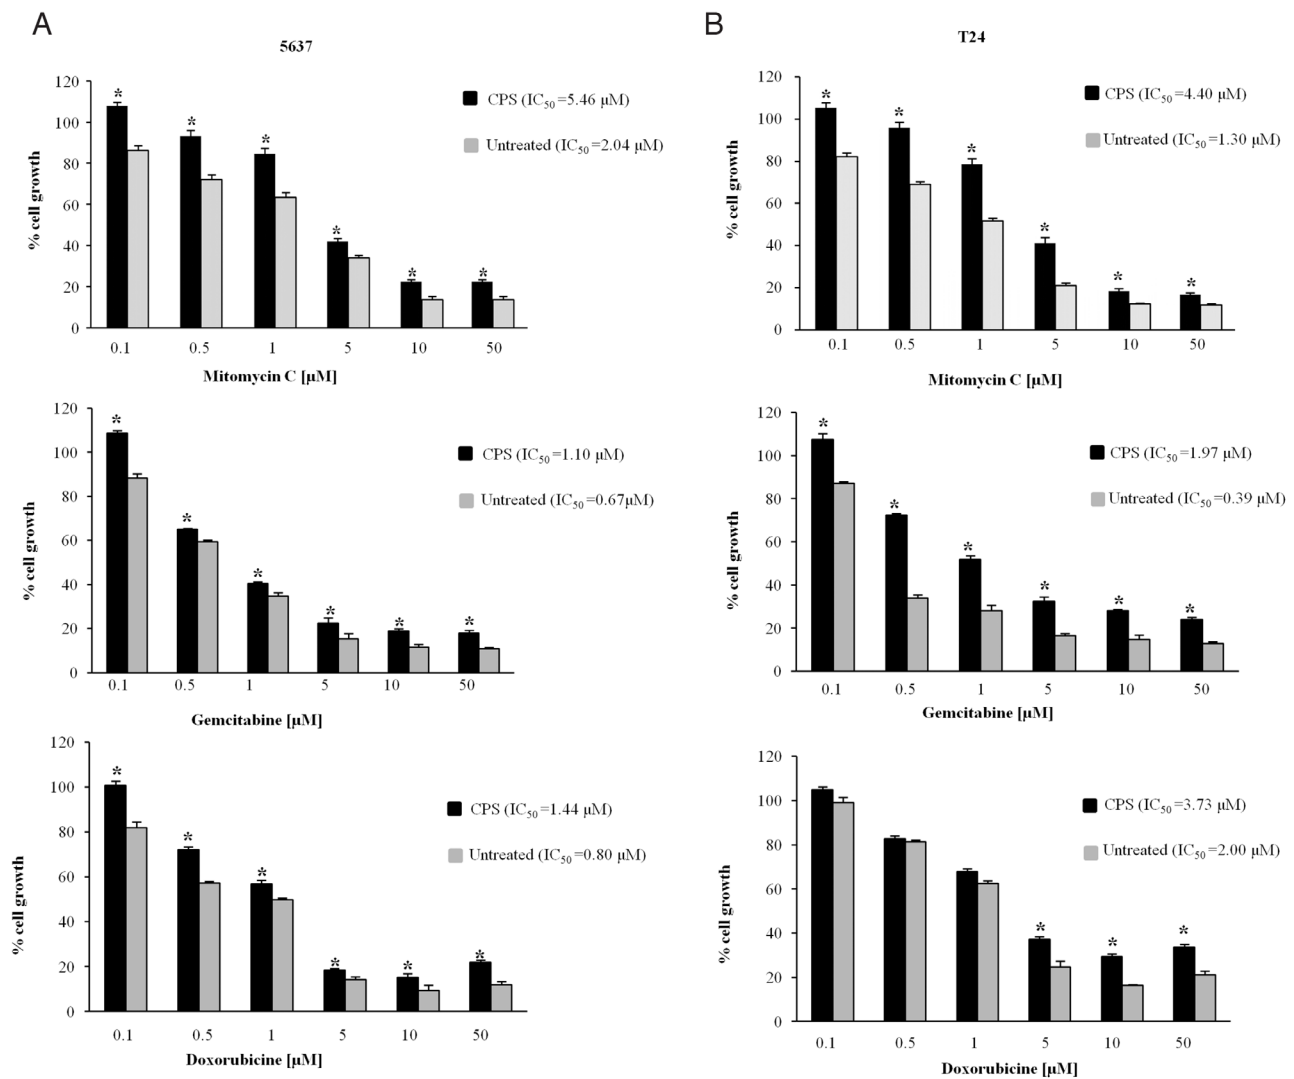 A
5637
120
100
80
60
40
20
0
% cell growth
* * * * * *
CPS (IC50=5.46 µM)
Untreated (IC50=2.04 µM)
0.1 0.5 1 5 10 50
Mitomycin C [µM]
120
100
80
60
40
20
0
% cell growth
* * * * * *
CPS (IC50=1.10 µM)
Untreated (IC50=0.67µM)
0.1 0.5 1 5 10 50
Gemcitabine [µM]
120
100
80
60
40
20
0
% cell growth
* * * * * *
CPS (IC50=1.44 µM)
Untreated (IC50=0.80 µM)
0.1 0.5 1 5 10 50
Doxorubicine [µM]
B
T24
120
100
80
60
40
20
0
% cell growth
* * * * * *
CPS (IC50=4.40 µM)
Untreated (IC50=1.30 µM)
0.1 0.5 1 5 10 50
Mitomycin C [µM]
120
100
80
60
40
20
0
% cell growth
* * * * * *
CPS (IC50=1.97 µM)
Untreated (IC50=0.39 µM)
0.1 0.5 1 5 10 50
Gemcitabine [µM]
120
100
80
60
40
20
0
% cell growth
* * *
CPS (IC50=3.73 µM)
Untreated (IC50=2.00 µM)
0.1 0.5 1 5 10 50
Doxorubicine [µM]